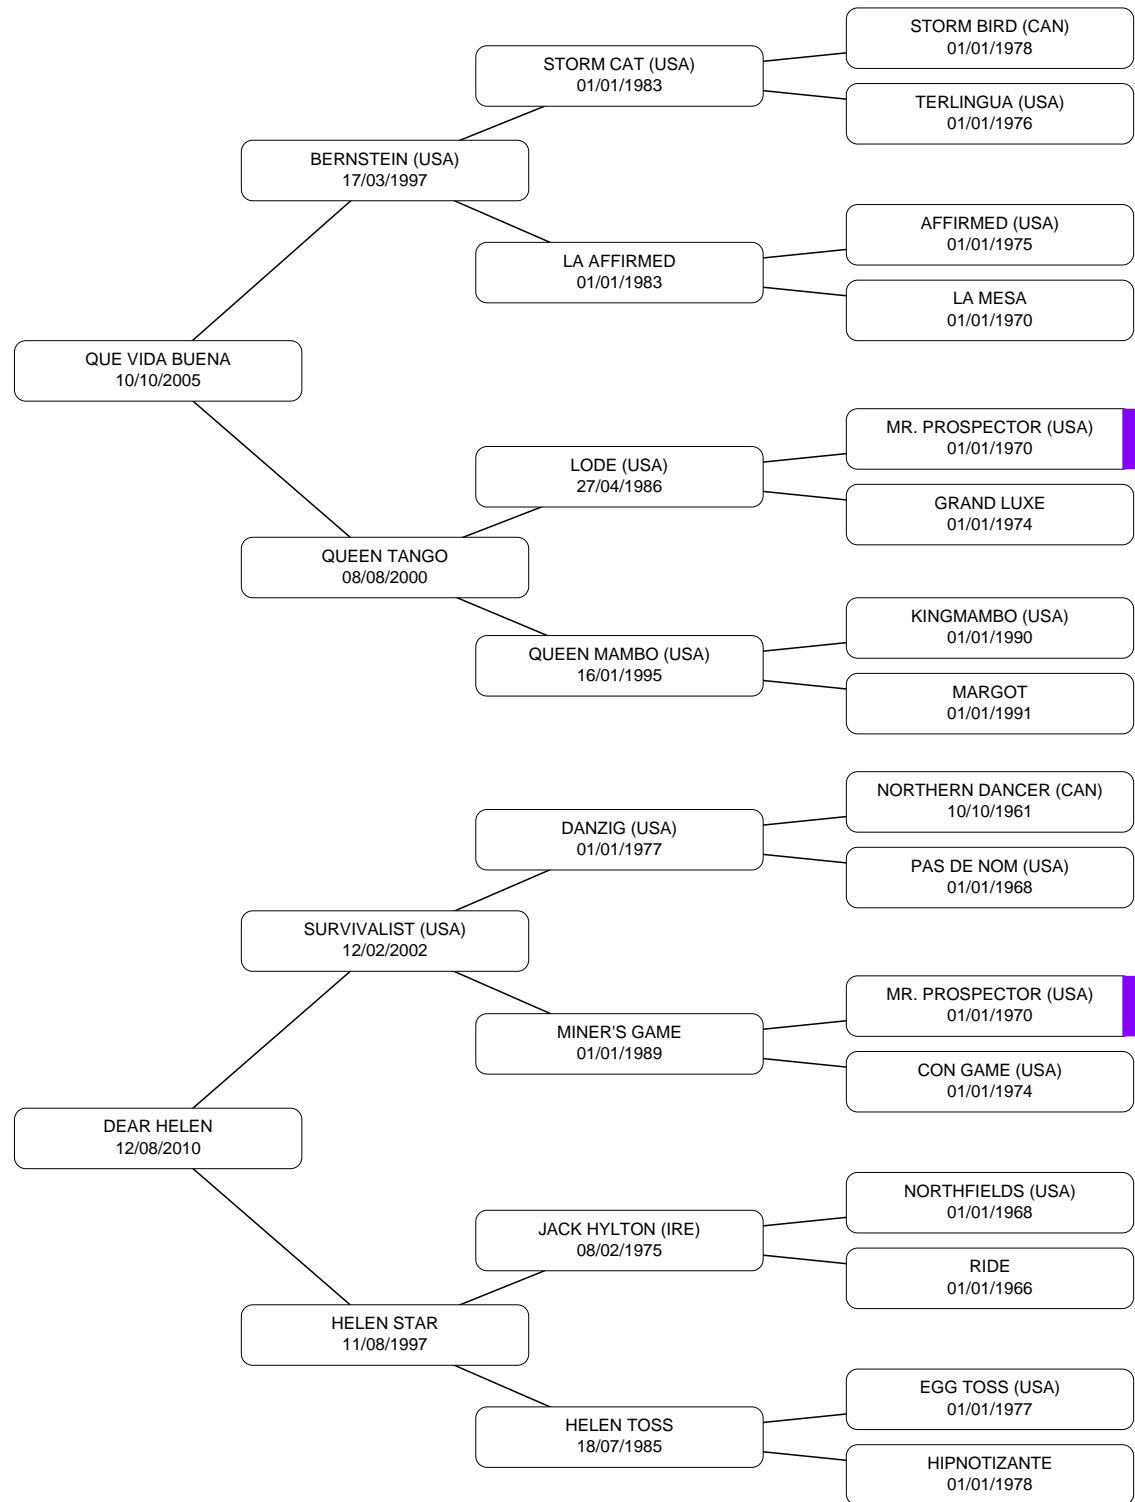 STORM BIRD (CAN)
01/01/1978
STORM CAT (USA)
01/01/1983
TERLINGUA (USA)
01/01/1976
BERNSTEIN (USA)
17/03/1997
AFFIRMED (USA)
01/01/1975
LA AFFIRMED
01/01/1983
LA MESA
01/01/1970
QUE VIDA BUENA
10/10/2005
MR. PROSPECTOR (USA)
01/01/1970
LODE (USA)
27/04/1986
GRAND LUXE
01/01/1974
QUEEN TANGO
08/08/2000
KINGMAMBO (USA)
01/01/1990
QUEEN MAMBO (USA)
16/01/1995
MARGOT
01/01/1991
NORTHERN DANCER (CAN)
10/10/1961
DANZIG (USA)
01/01/1977
PAS DE NOM (USA)
01/01/1968
SURVIVALIST (USA)
12/02/2002
MR. PROSPECTOR (USA)
01/01/1970
MINER'S GAME
01/01/1989
CON GAME (USA)
01/01/1974
DEAR HELEN
12/08/2010
NORTHFIELDS (USA)
01/01/1968
JACK HYLTON (IRE)
08/02/1975
RIDE
01/01/1966
HELEN STAR
11/08/1997
EGG TOSS (USA)
01/01/1977
HELEN TOSS
18/07/1985
HIPNOTIZANTE
01/01/1978